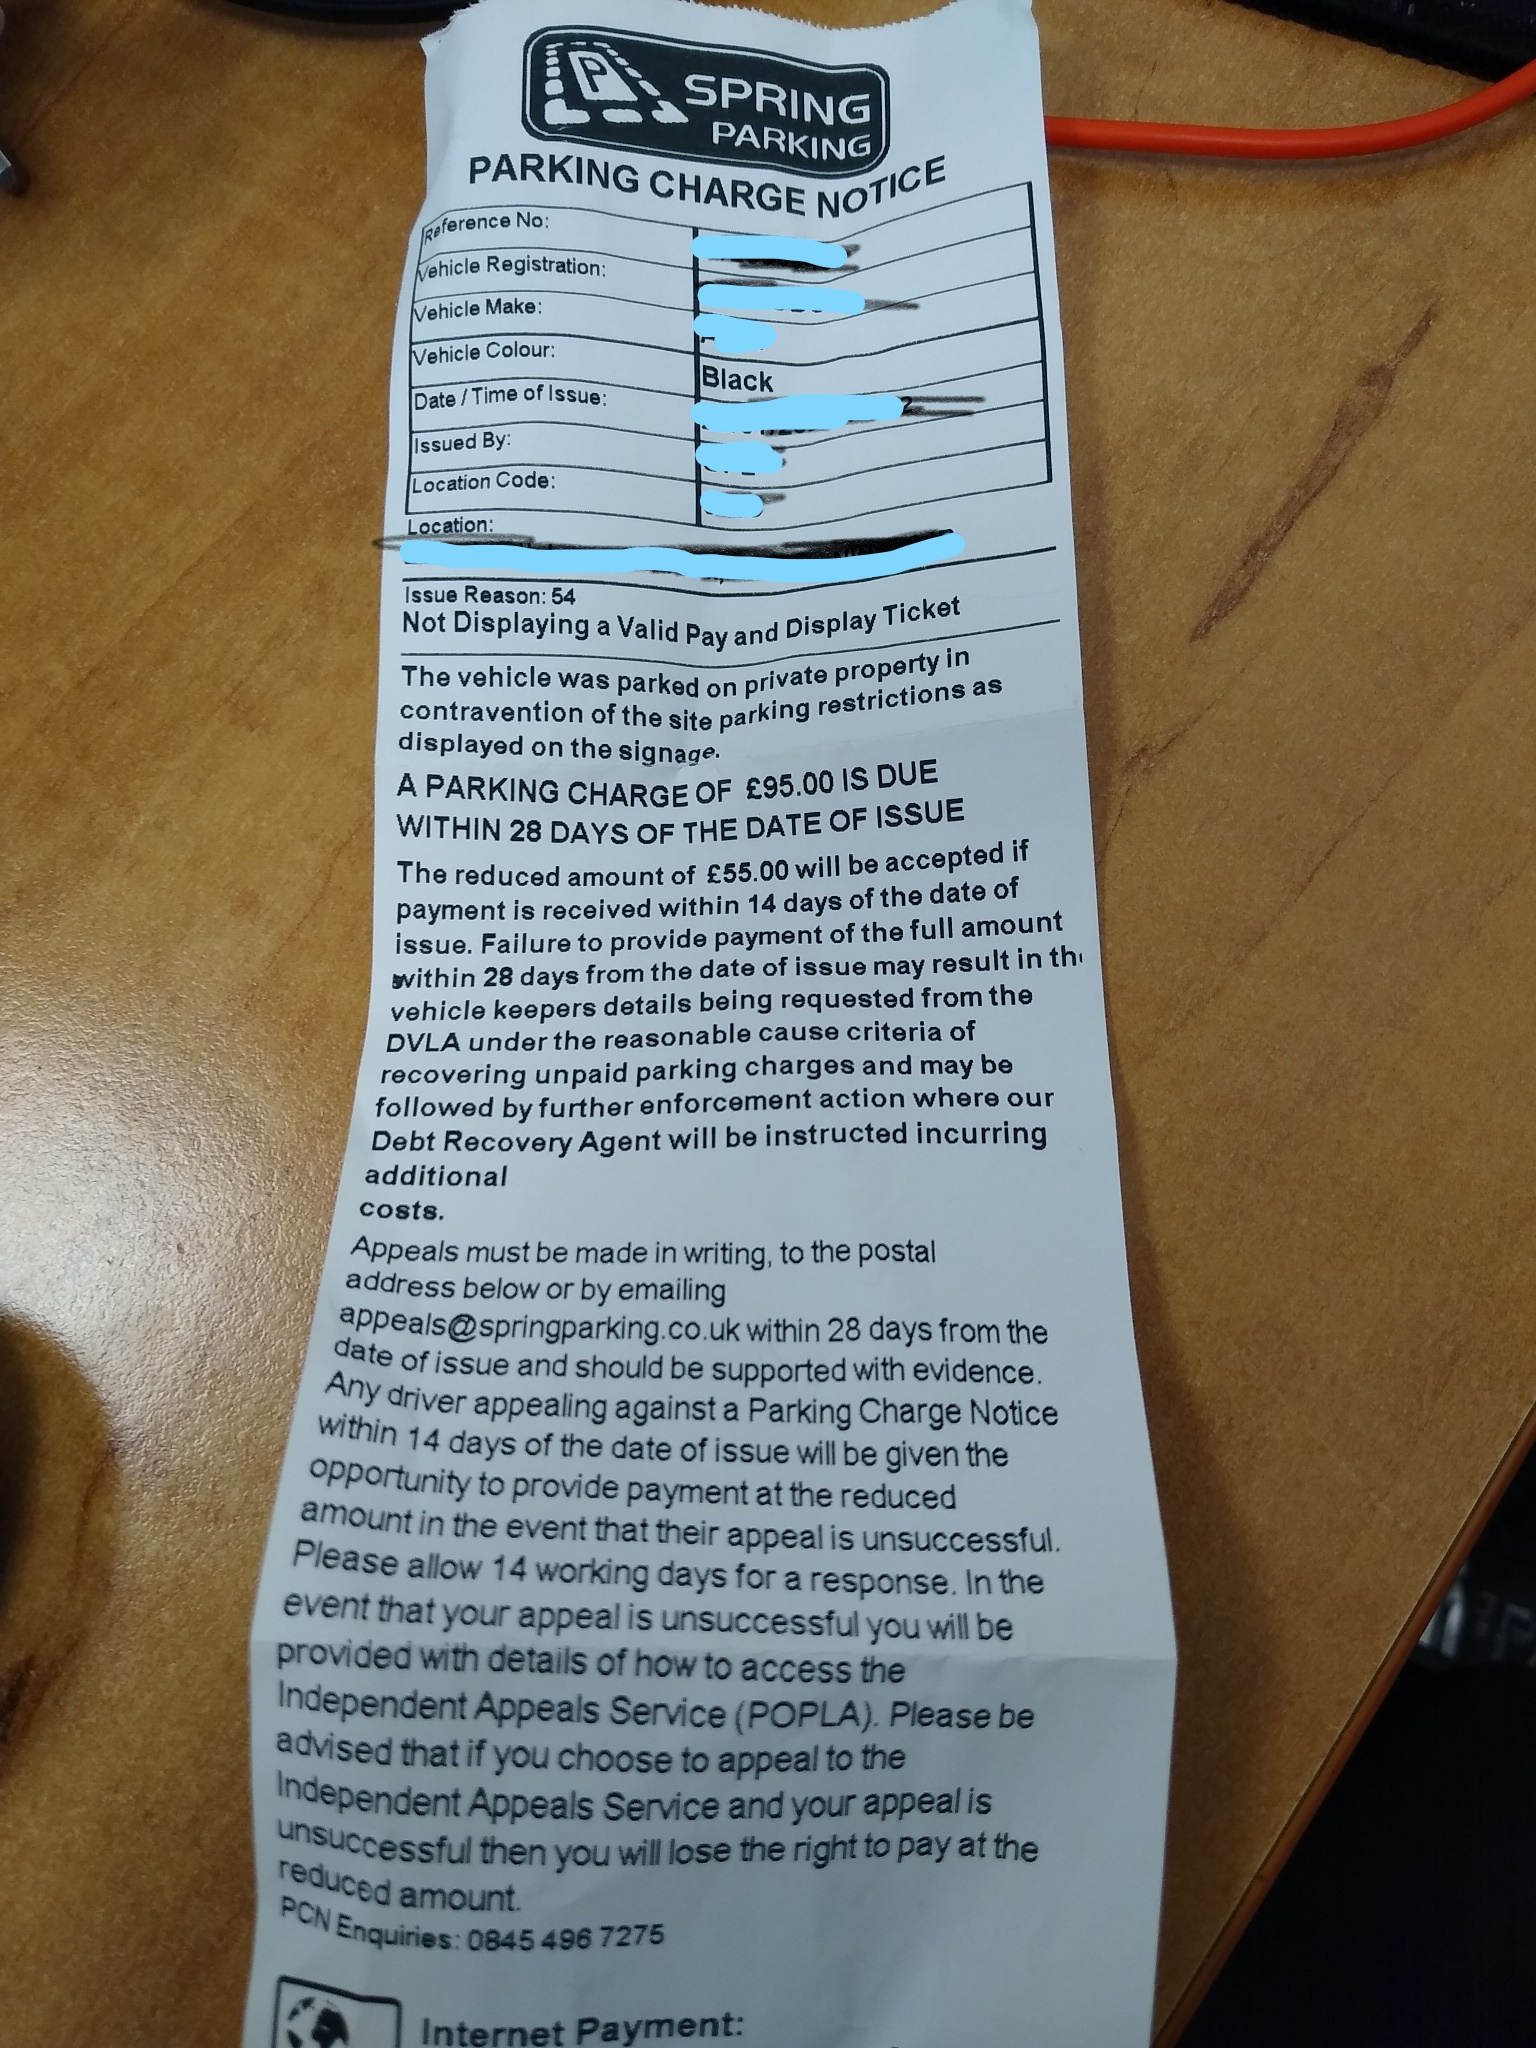 P SPRING
PARKING
PARKING CHARGE NOTICE
Reference No:
Vehicle Registration:
Vehicle Make:
Vehicle Colour: Black
Date / Time of Issue:
Issued By:
Location Code:
Location:
Issue Reason: 54
Not Displaying a Valid Pay and Display Ticket
The vehicle was parked on private property in
contravention of the site parking restrictions as
displayed on the signage.
A PARKING CHARGE OF £95.00 IS DUE
WITHIN 28 DAYS OF THE DATE OF ISSUE
The reduced amount of £55.00 will be accepted if
payment is received within 14 days of the date of
issue. Failure to provide payment of the full amount
within 28 days from the date of issue may result in the
vehicle keepers details being requested from the
DVLA under the reasonable cause criteria of
recovering unpaid parking charges and may be
followed by further enforcement action where our
Debt Recovery Agent will be instructed incurring
additional
costs.
Appeals must be made in writing, to the postal
address below or by emailing
appeals@springparking.co.uk within 28 days from the
date of issue and should be supported with evidence.
Any driver appealing against a Parking Charge Notice
within 14 days of the date of issue will be given the
opportunity to provide payment at the reduced
amount in the event that their appeal is unsuccessful.
Please allow 14 working days for a response. In the
event that your appeal is unsuccessful you will be
provided with details of how to access the
Independent Appeals Service (POPLA). Please be
advised that if you choose to appeal to the
Independent Appeals Service and your appeal is
unsuccessful then you will lose the right to pay at the
reduced amount.
PCN Enquiries: 0845 496 7275
Internet Payment: